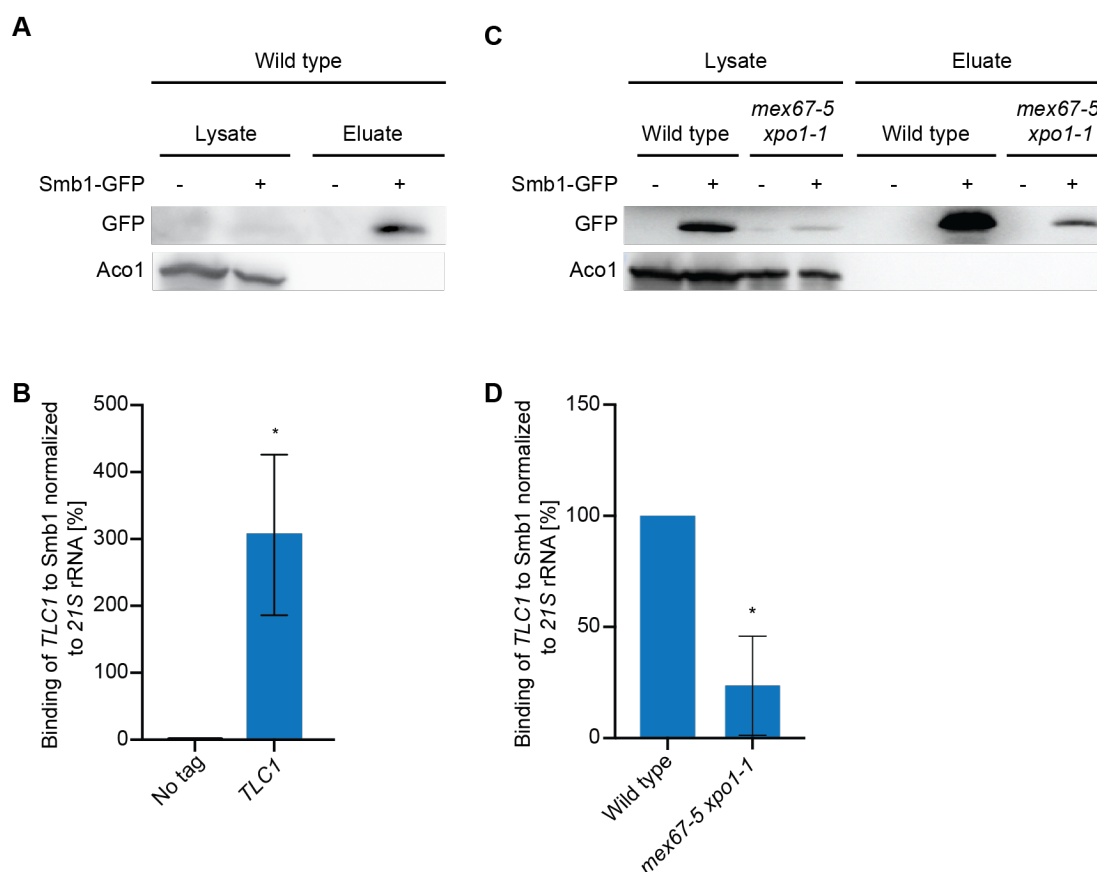 A
Wild type
Lysate
Eluate
Smb1-GFP
-
+
-
+
GFP
Aco1
C
Lysate
Eluate
Wild type
mex67-5
xpo1-1
Wild type
mex67-5
xpo1-1
Smb1-GFP
-
+
-
+
-
+
-
+
GFP
Aco1
B
Binding of TLC1 to Smb1 normalized
to 21S rRNA [%]
500
400
300
200
100
0
*
No tag
TLC1
D
Binding of TLC1 to Smb1 normalized
to 21S rRNA [%]
150
100
50
0
*
Wild type
mex67-5 xpo1-1